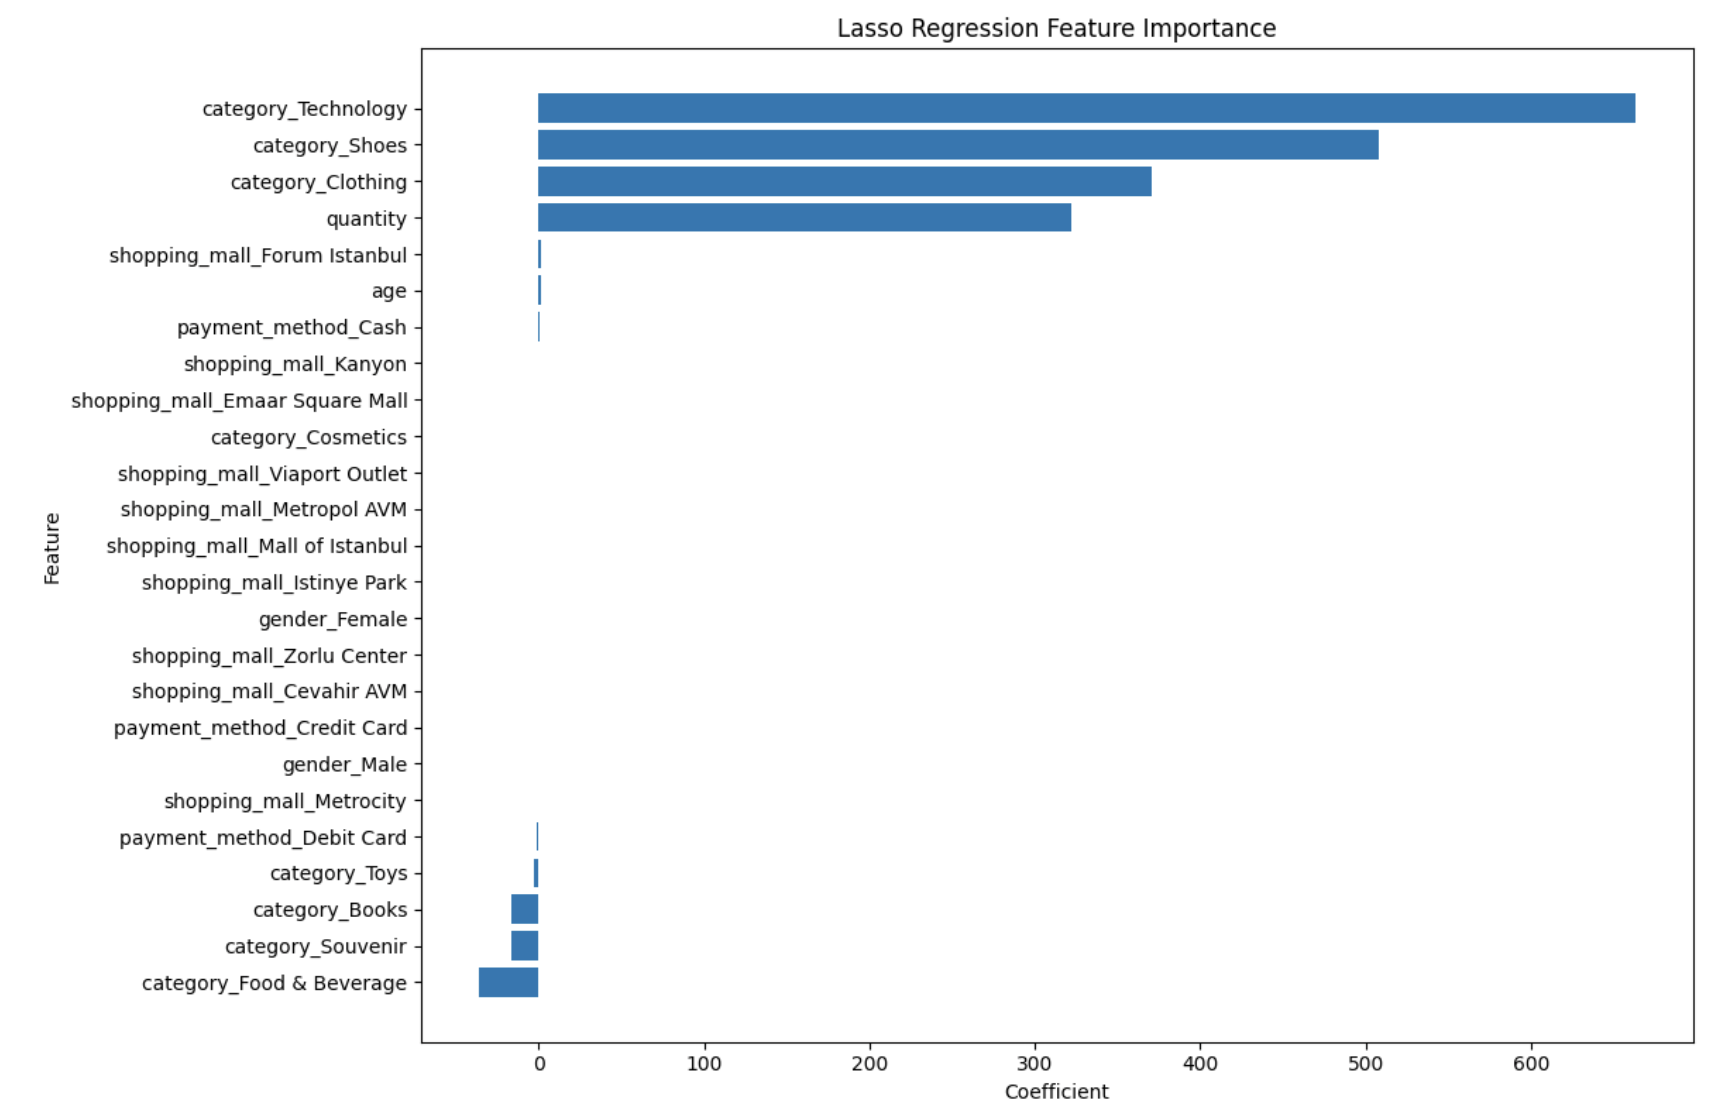 Lasso Regression Feature Importance
category_Technology
category_Shoes
category_Clothing
quantity
shopping_mall_Forum Istanbul
age
payment_method_Cash
shopping_mall_Kanyon
shopping_mall_Emaar Square Mall
category_Cosmetics
shopping_mall_Viaport Outlet
shopping_mall_Metropol AVM
shopping_mall_Mall of Istanbul
shopping_mall_Istinye Park
gender_Female
shopping_mall_Zorlu Center
shopping_mall_Cevahir AVM
payment_method_Credit Card
gender_Male
shopping_mall_Metrocity
payment_method_Debit Card
category_Toys
category_Books
category_Souvenir
category_Food & Beverage
Feature
0 100 200 300 400 500 600
Coefficient